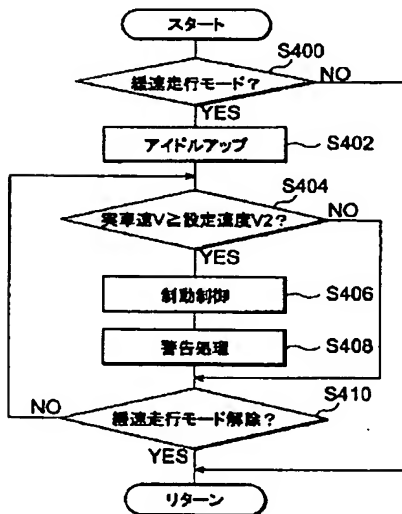 スタート
S400
緩速走行モード?
NO
YES
アイドルアップ
S402
S404
実車速V≧設定速度V2?
NO
YES
制動制御
S406
警告処理
S408
S410
NO
緩速走行モード解除?
YES
リターン